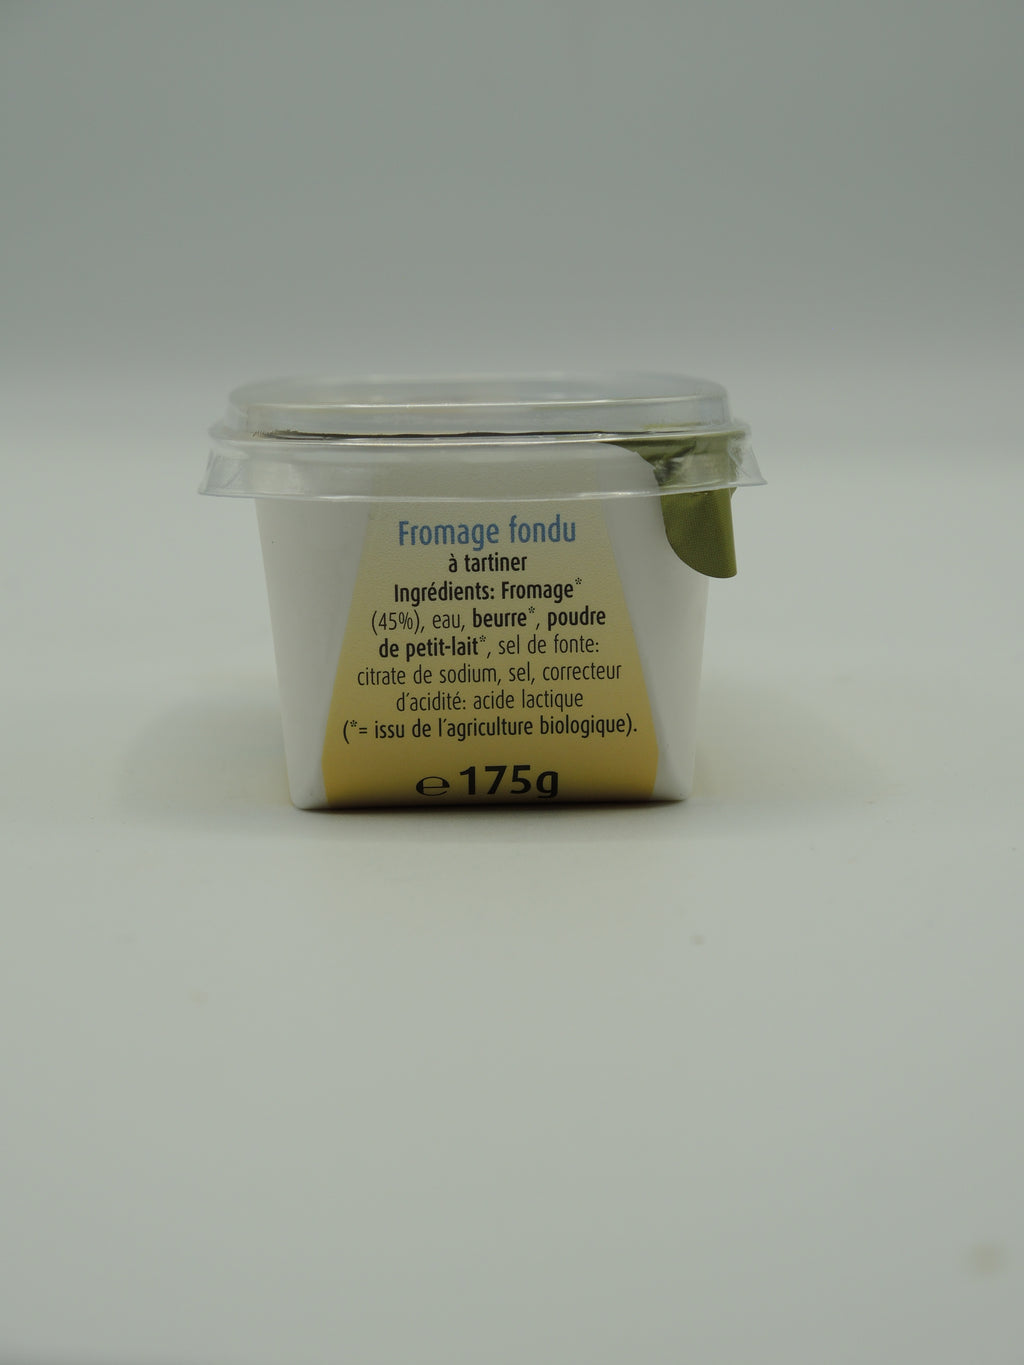 Fromage fondu
à tartiner
Ingrédients: Fromage*
(45%), eau, beurre*, poudre
de petit-lait*, sel de fonte:
citrate de sodium, sel, correcteur
d'acidité: acide lactique
(*= issu de l'agriculture biologique).
℮ 175g